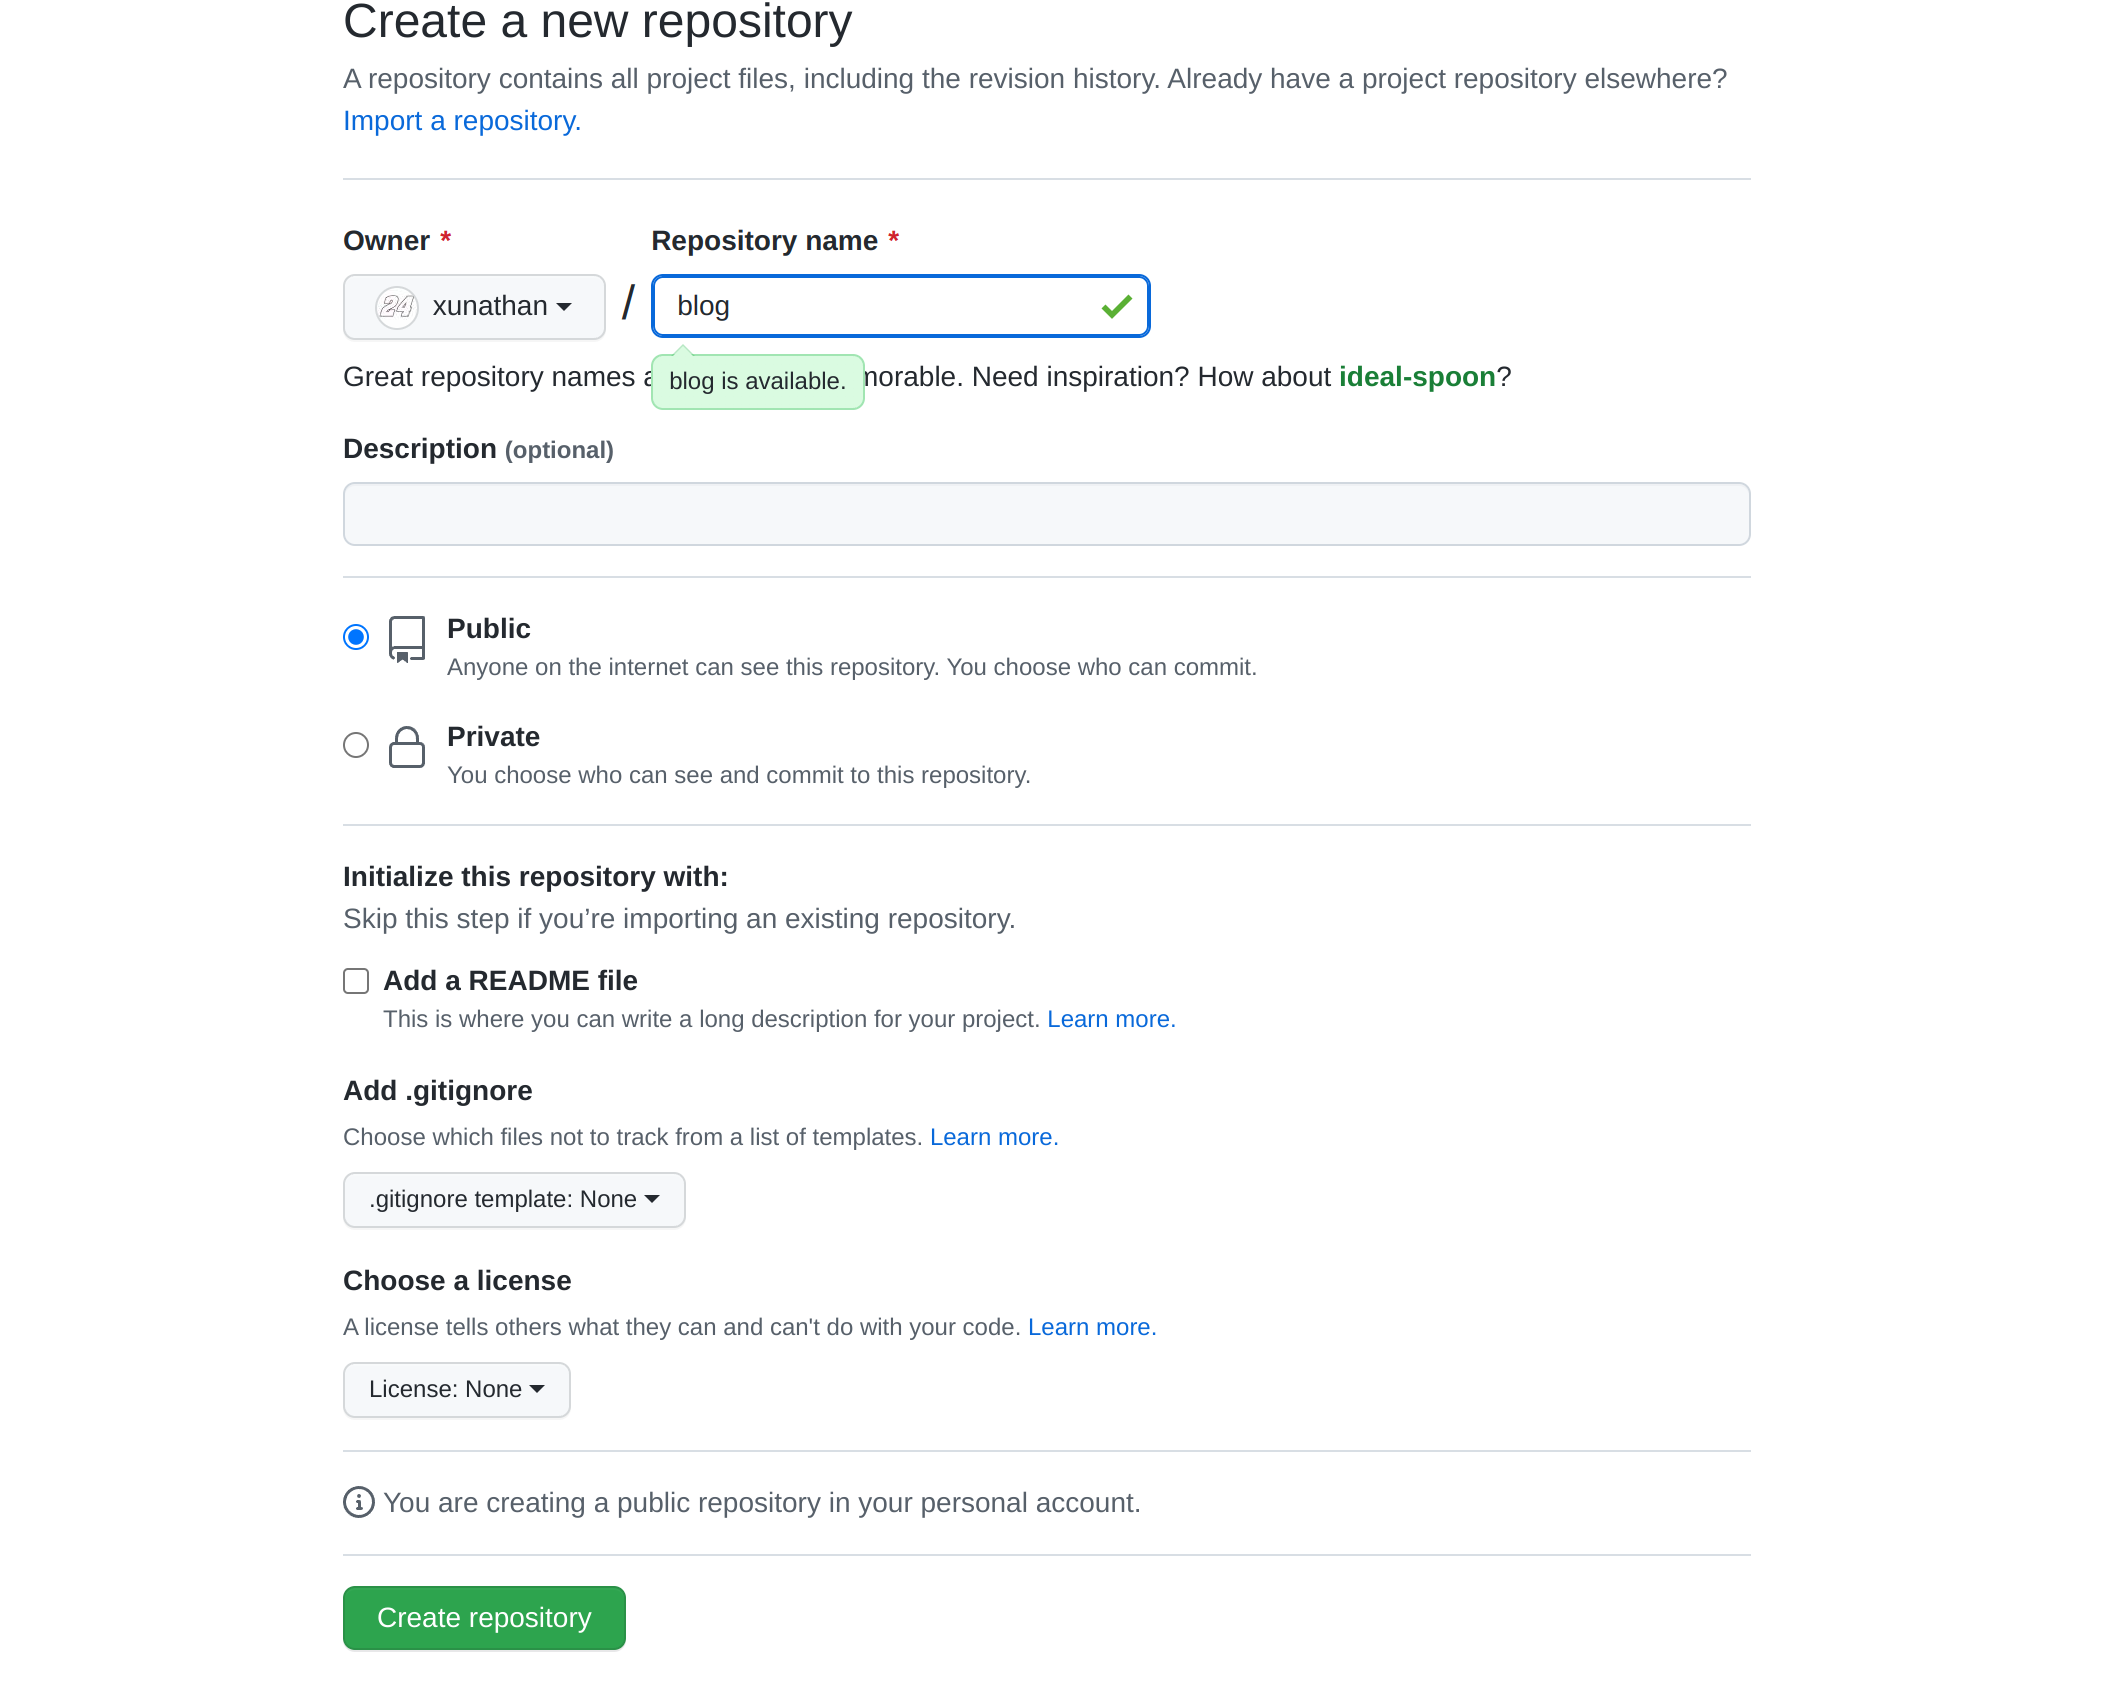 Create a new repository
A repository contains all project files, including the revision history. Already have a project repository elsewhere?
Import a repository.
Owner * Repository name *
24 xunathan / blog
Great repository names morable. Need inspiration? How about ideal-spoon?
blog is available.
Description (optional)
Public
Anyone on the internet can see this repository. You choose who can commit.
Private
You choose who can see and commit to this repository.
Initialize this repository with:
Skip this step if you’re importing an existing repository.
Add a README file
This is where you can write a long description for your project. Learn more.
Add .gitignore
Choose which files not to track from a list of templates. Learn more.
.gitignore template: None
Choose a license
A license tells others what they can and can't do with your code. Learn more.
License: None
You are creating a public repository in your personal account.
Create repository